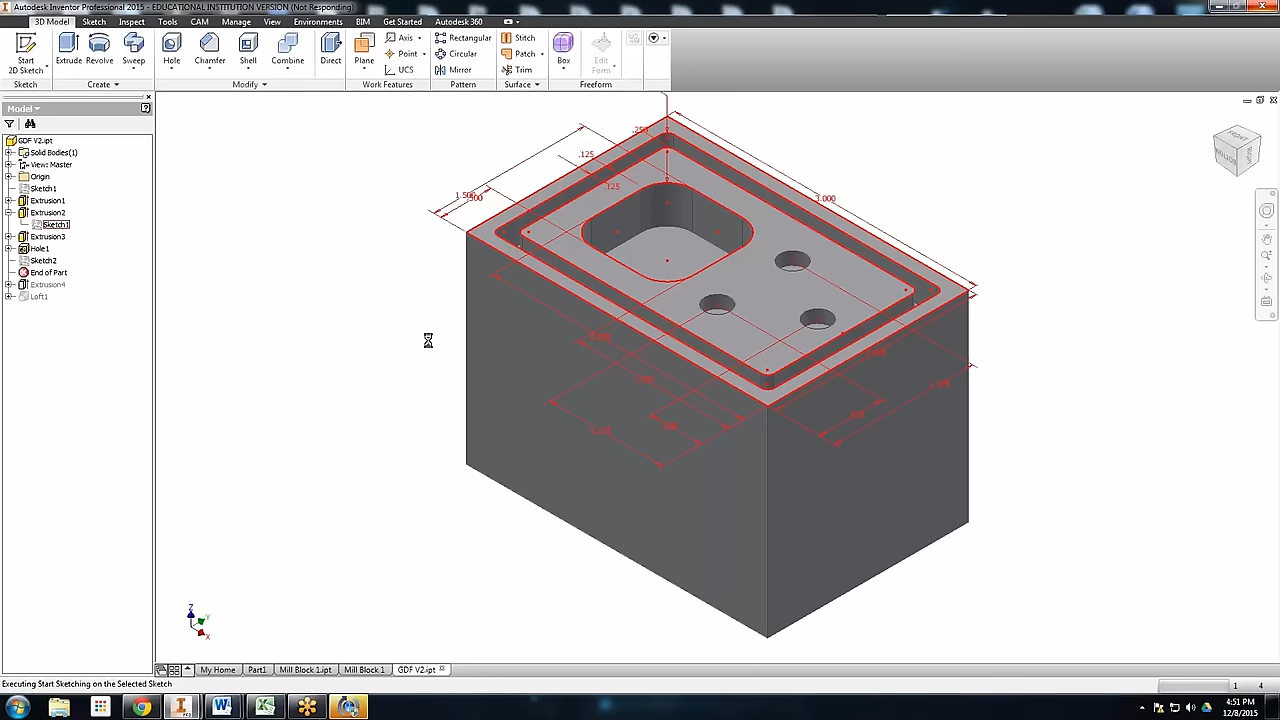 Autodesk Inventor Professional 2015 - EDUCATIONAL INSTITUTION VERSION (Not Responding)
3D Model Sketch Inspect Tools CAM Manage View Environments BIM Get Started Autodesk 360
Start
2D Sketch
Extrude Revolve Sweep
Hole Chamfer Shell Combine
Direct
Plane
Axis
Point
UCS
Rectangular
Circular
Mirror
Stitch
Patch
Trim
Box
Edit
Form
Sketch Create Modify Work Features Pattern Surface Freeform
Model
GDF V2.ipt
Solid Bodies(1)
View: Master
Origin
Sketch1
Extrusion1
Extrusion2
Sketch1
Extrusion3
Hole1
Sketch2
End of Part
Extrusion4
Loft1
.250
.125
.125
3.000
FRONT
Z
Y
X
My Home Part1 Mill Block 1.ipt Mill Block 1 GDF V2.ipt
Executing Start Sketching on the Selected Sketch
1 4
4:51 PM
12/8/2015